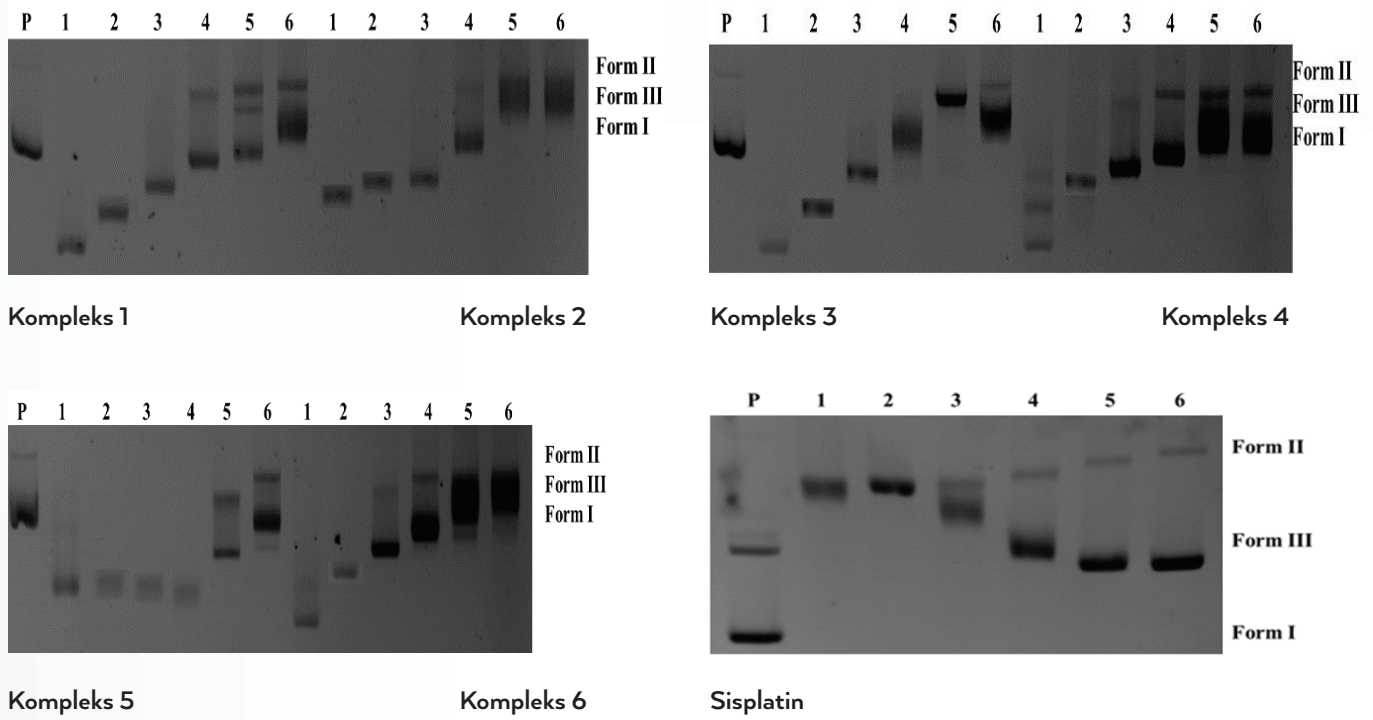 P 1 2 3 4 5 6 1 2 3 4 5 6
Form II
Form III
Form I
Kompleks 1 Kompleks 2
P 1 2 3 4 5 6 1 2 3 4 5 6
Form II
Form III
Form I
Kompleks 3 Kompleks 4
P 1 2 3 4 5 6 1 2 3 4 5 6
Form II
Form III
Form I
Kompleks 5 Kompleks 6
P 1 2 3 4 5 6
Form II
Form III
Form I
Sisplatin